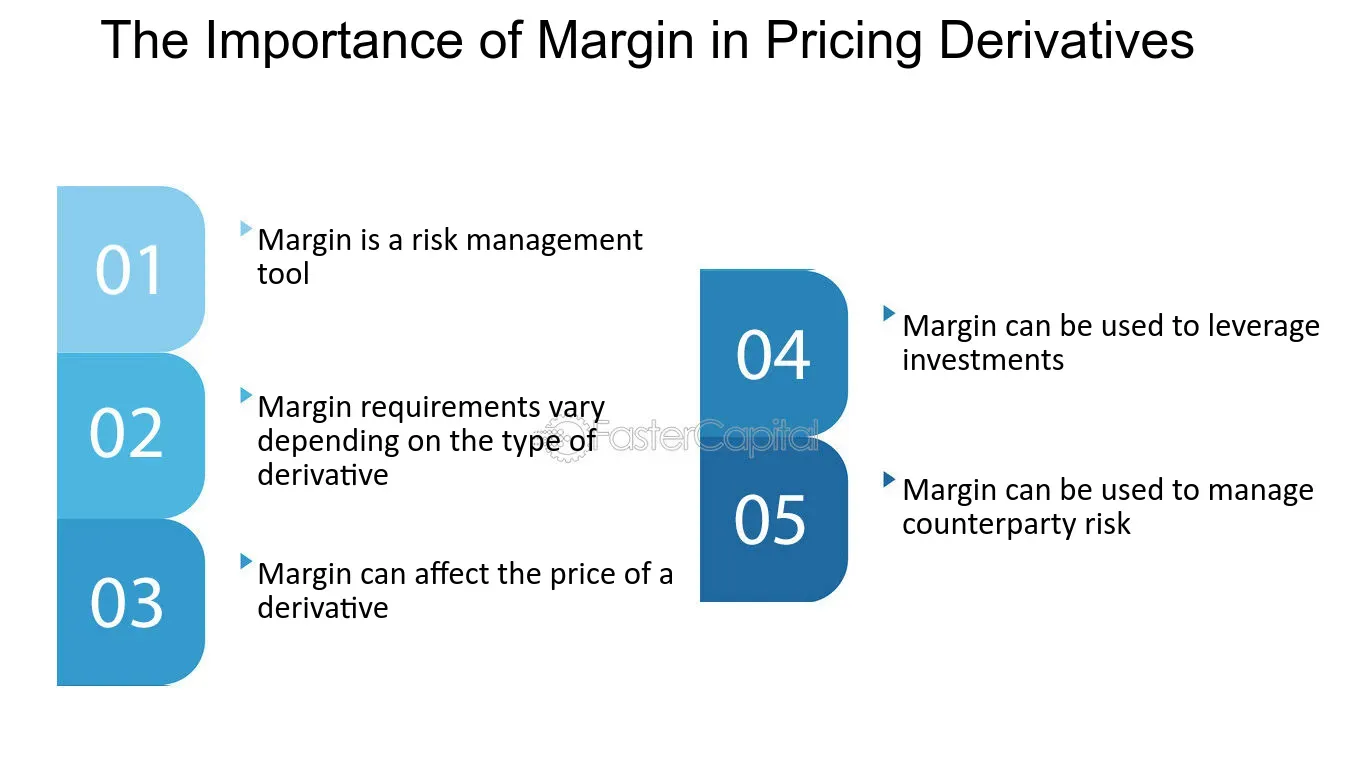 The Importance of Margin in Pricing Derivatives
01
Margin is a risk management
tool
02
Margin requirements vary
depending on the type of
derivative
03
Margin can affect the price of a
derivative
04
Margin can be used to leverage
investments
05
Margin can be used to manage
counterparty risk
FasterCapital